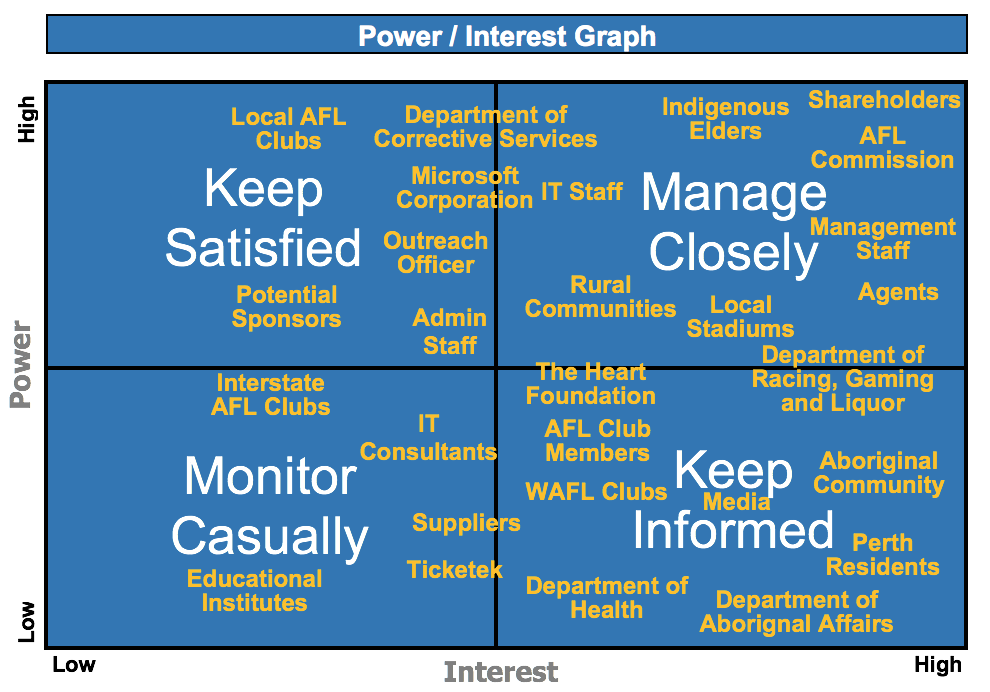 Power / Interest Graph
High
Power
Low
Local AFL
Clubs
Department of
Corrective Services
Keep
Satisfied
Microsoft
Corporation
Outreach
Officer
Potential
Sponsors
Admin
Staff
Indigenous
Elders
Shareholders
AFL
Commission
IT Staff
Manage
Closely
Management
Staff
Rural
Communities
Local
Stadiums
Agents
Department of
Racing, Gaming
and Liquor
Interstate
AFL Clubs
IT
Consultants
Monitor
Casually
Suppliers
Ticketek
Educational
Institutes
The Heart
Foundation
AFL Club
Members
WAFL Clubs
Keep
Media
Informed
Aboriginal
Community
Perth
Residents
Department of
Health
Department of
Aborignal Affairs
Low
Interest
High